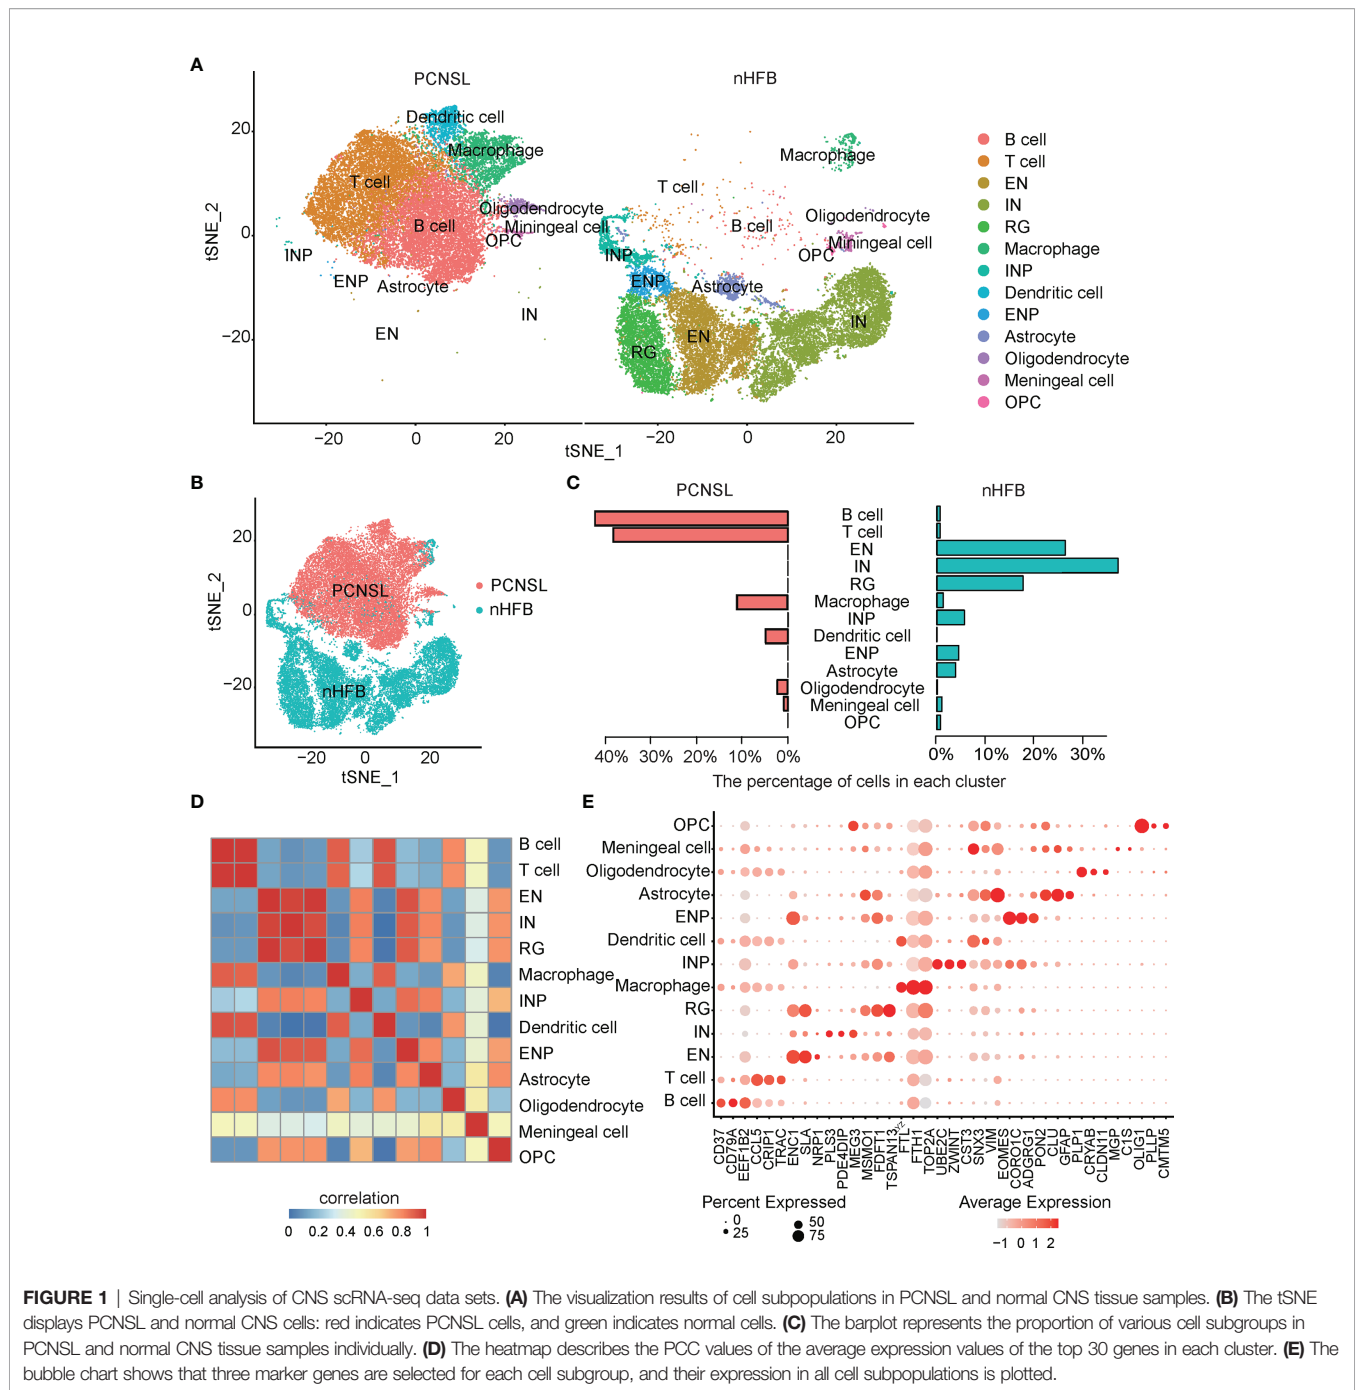 A
PCNSL
nHFB
Dendritic cell
Macrophage
T cell
B cell
Oligodendrocyte
Miningeal cell
OPC
INP
ENP
Astrocyte
EN
IN
Macrophage
T cell
B cell
Oligodendrocyte
Miningeal cell
OPC
INP
ENP
Astrocyte
RG
EN
IN
20
0
−20
tSNE_2
−20
0
20
−20
0
20
tSNE_1
B cell
T cell
EN
IN
RG
Macrophage
INP
Dendritic cell
ENP
Astrocyte
Oligodendrocyte
Meningeal cell
OPC
B
20
0
−20
tSNE_2
PCNSL
nHFB
−20
0
20
tSNE_1
PCNSL
nHFB
C
PCNSL
nHFB
B cell
T cell
EN
IN
RG
Macrophage
INP
Dendritic cell
ENP
Astrocyte
Oligodendrocyte
Meningeal cell
OPC
40% 30% 20% 10% 0%
0% 10% 20% 30%
The percentage of cells in each cluster
D
B cell
T cell
EN
IN
RG
Macrophage
INP
Dendritic cell
ENP
Astrocyte
Oligodendrocyte
Meningeal cell
OPC
correlation
0 0.2 0.4 0.6 0.8 1
E
OPC
Meningeal cell
Oligodendrocyte
Astrocyte
ENP
Dendritic cell
INP
Macrophage
RG
IN
EN
T cell
B cell
CD37
CD79A
EEF1B2
CCL5
CRIP1
TRAC
ENC1
SLA
NRP1
PLS3
PDE4DIP
MEG3
MSMO1
FDFT1
TSPAN13
FTL
FTH1
TOP2A
UBE2C
ZWINT
CST3
SNX3
VIM
EOMES
CORO1C
ADGRG1
PON2
CLU
GFAP
PLP1
CRYAB
CLDN11
MGP
C1S
OLIG1
PLLP
CMTM5
Percent Expressed
0
25
50
75
Average Expression
−1 0 1 2
FIGURE 1 | Single-cell analysis of CNS scRNA-seq data sets. (A) The visualization results of cell subpopulations in PCNSL and normal CNS tissue samples. (B) The tSNE
displays PCNSL and normal CNS cells: red indicates PCNSL cells, and green indicates normal cells. (C) The barplot represents the proportion of various cell subgroups in
PCNSL and normal CNS tissue samples individually. (D) The heatmap describes the PCC values of the average expression values of the top 30 genes in each cluster. (E) The
bubble chart shows that three marker genes are selected for each cell subgroup, and their expression in all cell subpopulations is plotted.